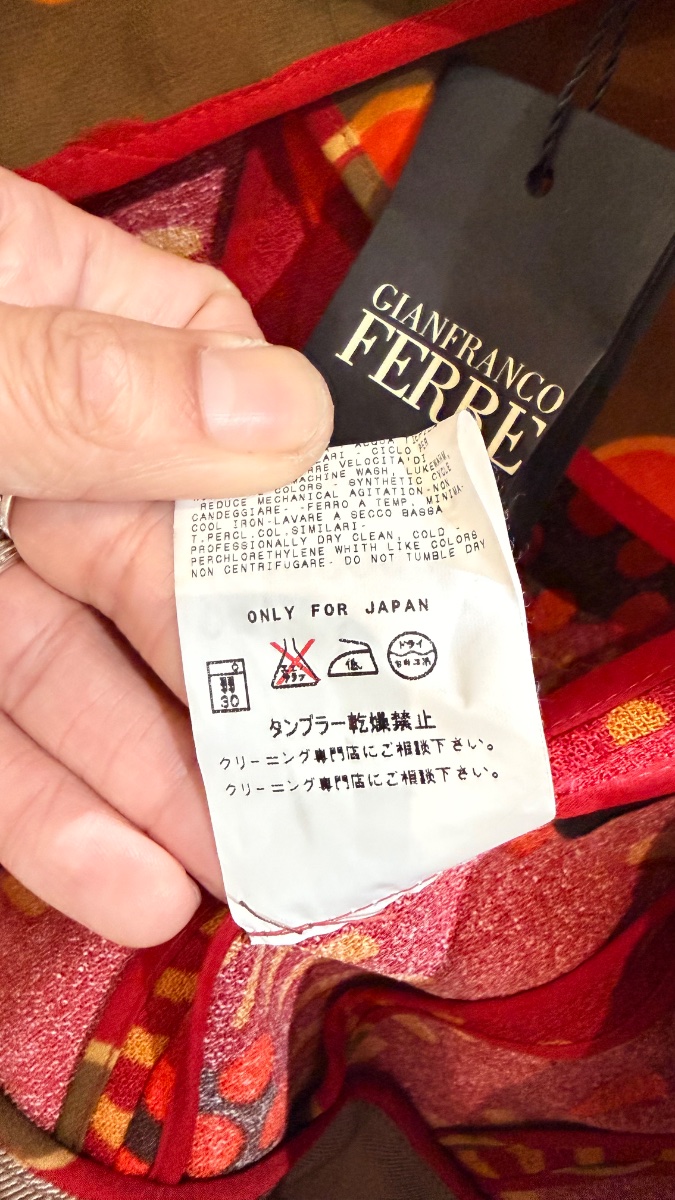 GIANFRANCO
FERRE
ACQUA
LARI - CICLO PER
RRE VELOCITA'DI
MACHINE WASH, LUKEWARM,
COLORS - SYNTHETIC CYCLE
REDUCE MECHANICAL AGITATION-NON
CANDEGGIARE- -FERRO A TEMP. MINIMA-
COOL IRON-LAVARE A SECCO BASSA
T.PERCL.COL.SIMILARI-
PROFESSIONALLY DRY CLEAN, COLD -
PERCHLORETHYLENE WHITH LIKE COLORS
NON CENTRIFUGARE- DO NOT TUMBLE DRY
ONLY FOR JAPAN
30
低
ドライ
タンブラー乾燥禁止
クリーニング専門店にご相談下さい。
クリーニング専門店にご相談下さい。